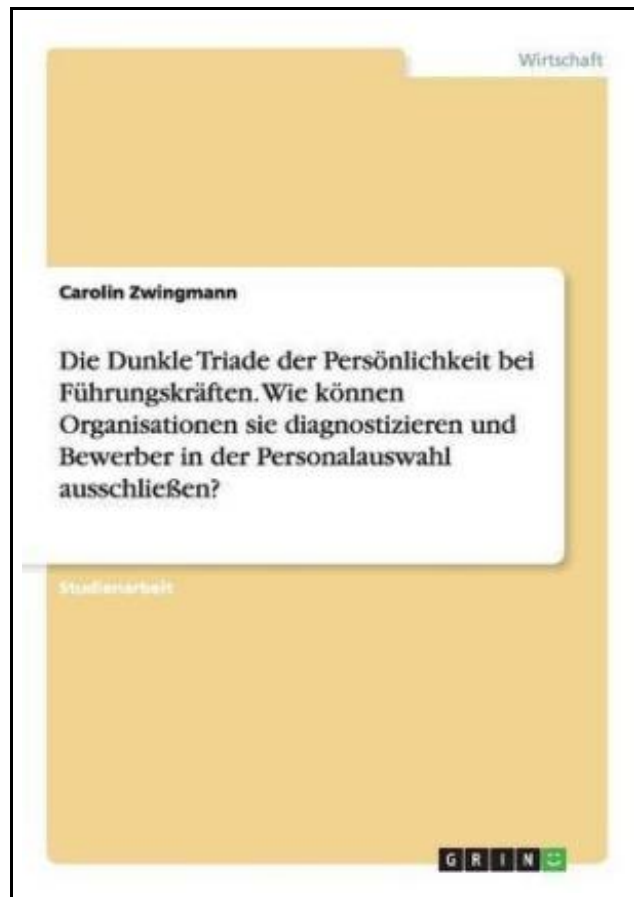 Wirtschaft
Carolin Zwingmann
Die Dunkle Triade der Persönlichkeit bei
Führungskräften. Wie können
Organisationen sie diagnostizieren und
Bewerber in der Personalauswahl
ausschließen?
Studienarbeit
GRIN